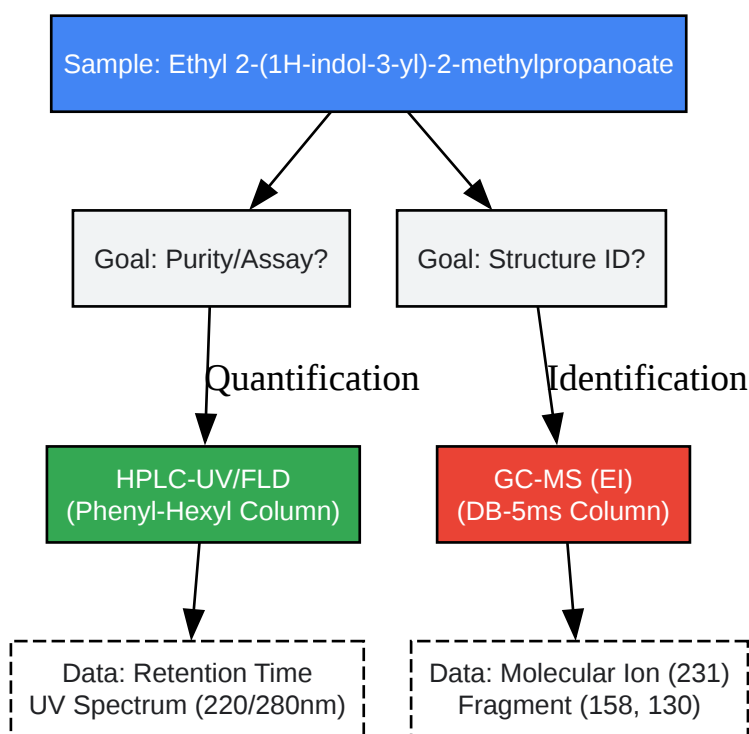 Sample: Ethyl 2-(1H-indol-3-yl)-2-methylpropanoate
Goal: Purity/Assay?
Goal: Structure ID?
Quantification
Identification
HPLC-UV/FLD
(Phenyl-Hexyl Column)
GC-MS (EI)
(DB-5ms Column)
Data: Retention Time
UV Spectrum (220/280nm)
Data: Molecular Ion (231)
Fragment (158, 130)